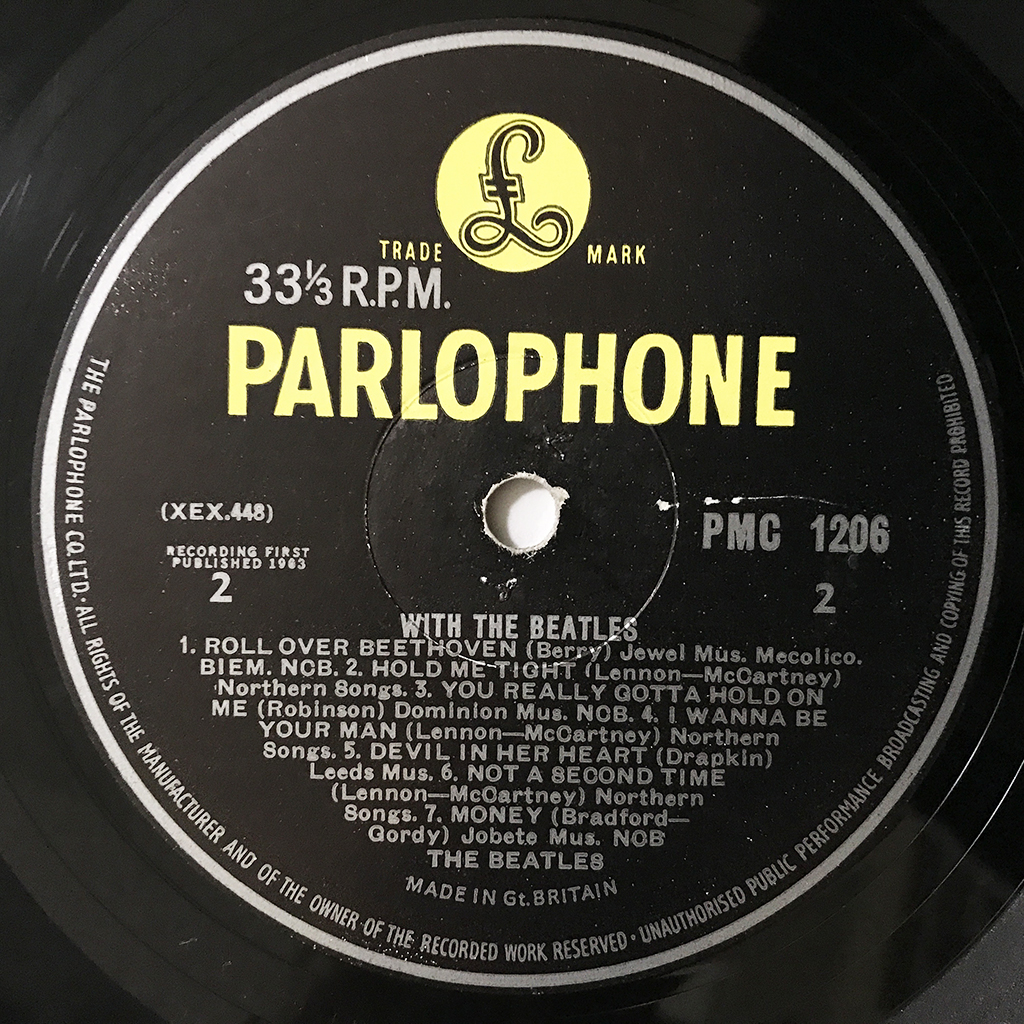 £
TRADE MARK
33⅓ R.P.M.
PARLOPHONE
(XEX.448)
RECORDING FIRST
PUBLISHED 1963
2
PMC 1206
2
WITH THE BEATLES
1. ROLL OVER BEETHOVEN (Berry) Jewel Mus. Mecolico.
BIEM. NCB. 2. HOLD ME TIGHT (Lennon—McCartney)
Northern Songs. 3. YOU REALLY GOTTA HOLD ON
ME (Robinson) Dominion Mus. NCB. 4. I WANNA BE
YOUR MAN (Lennon—McCartney) Northern
Songs. 5. DEVIL IN HER HEART (Drapkin)
Leeds Mus. 6. NOT A SECOND TIME
(Lennon—McCartney) Northern
Songs. 7. MONEY (Bradford—
Gordy) Jobete Mus. NCB
THE BEATLES
MADE IN Gt. BRITAIN
THE PARLOPHONE CO. LTD. · ALL RIGHTS OF THE MANUFACTURER AND OF THE OWNER OF THE RECORDED WORK RESERVED · UNAUTHORISED PUBLIC PERFORMANCE BROADCASTING AND COPYING OF THIS RECORD PROHIBITED